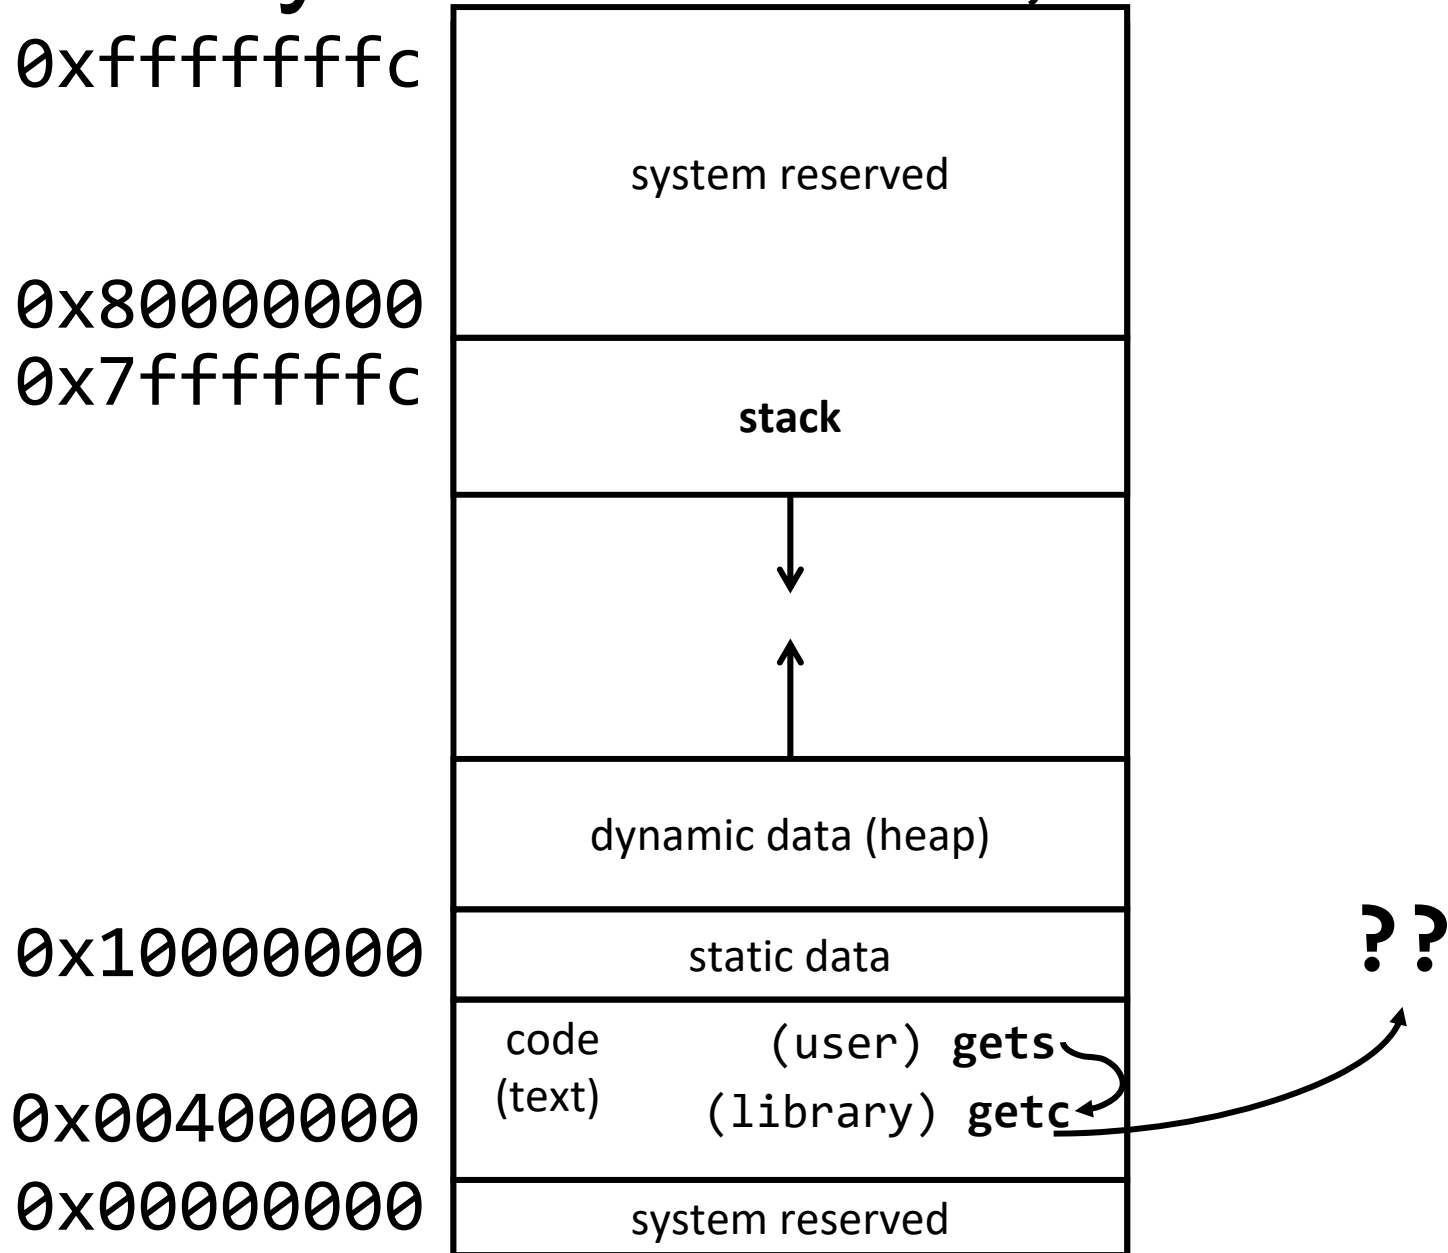 0xfffffffc
system reserved
0x80000000
0x7ffffffc
stack
dynamic data (heap)
0x10000000
static data
??
code
(text)
(user) gets
(library) getc
0x00400000
0x00000000
system reserved